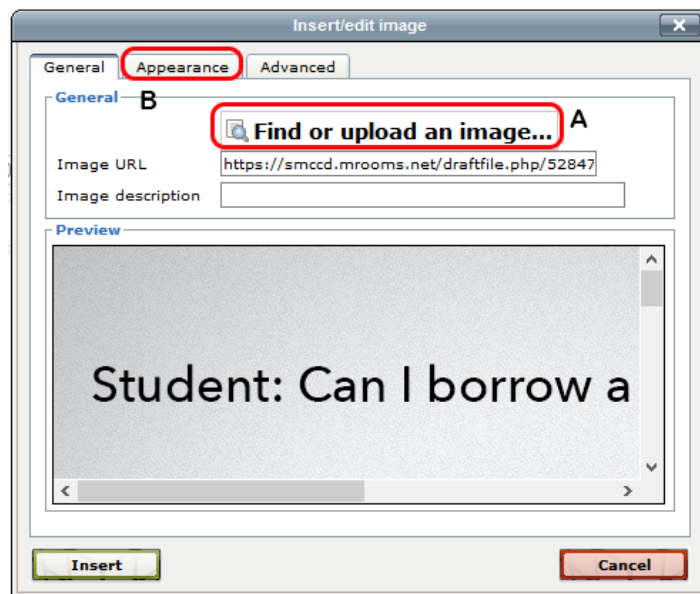 Insert/edit image
General Appearance Advanced
General B
Find or upload an image... A
Image URL https://smccd.mrooms.net/draftfile.php/52847
Image description
Preview
Student: Can I borrow a
Insert Cancel